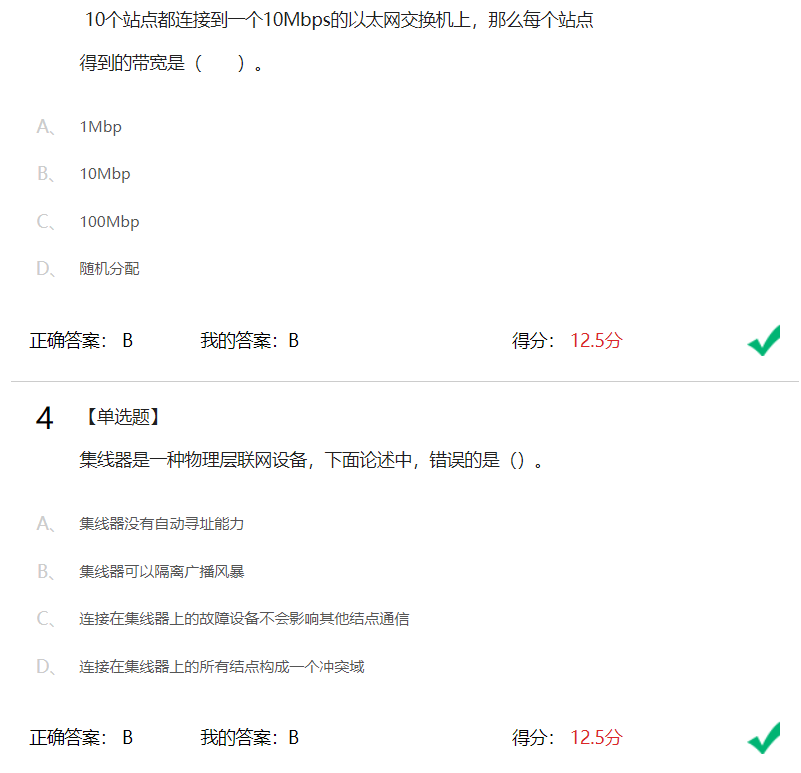 10个站点都连接到一个10Mbps的以太网交换机上，那么每个站点
得到的带宽是（　　）。
A、 1Mbp
B、 10Mbp
C、 100Mbp
D、 随机分配
正确答案： B 我的答案：B 得分： 12.5分
4 【单选题】
集线器是一种物理层联网设备，下面论述中，错误的是（）。
A、 集线器没有自动寻址能力
B、 集线器可以隔离广播风暴
C、 连接在集线器上的故障设备不会影响其他结点通信
D、 连接在集线器上的所有结点构成一个冲突域
正确答案： B 我的答案：B 得分： 12.5分